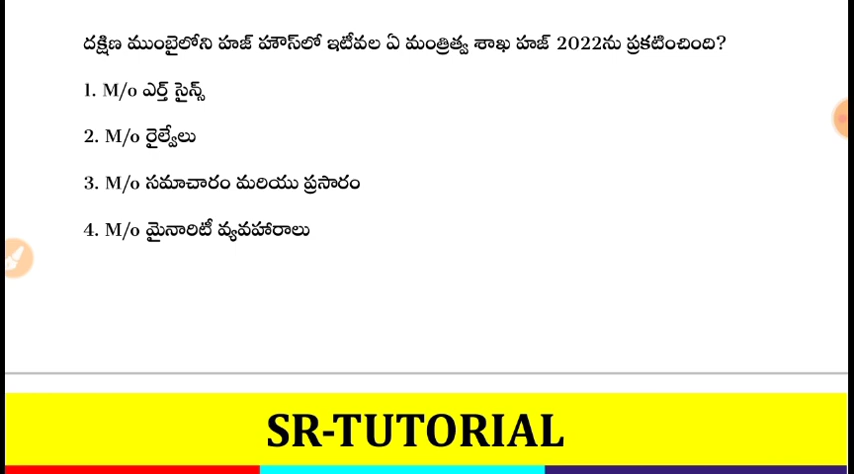 దక్షిణ ముంబైలోని హజ్ హౌస్‌లో ఇటీవల ఏ మంత్రిత్వ శాఖ హజ్ 2022ను ప్రకటించింది?
1. M/o ఎర్త్ సైన్స్
2. M/o రైల్వేలు
3. M/o సమాచారం మరియు ప్రసారం
4. M/o మైనారిటీ వ్యవహారాలు
SR-TUTORIAL